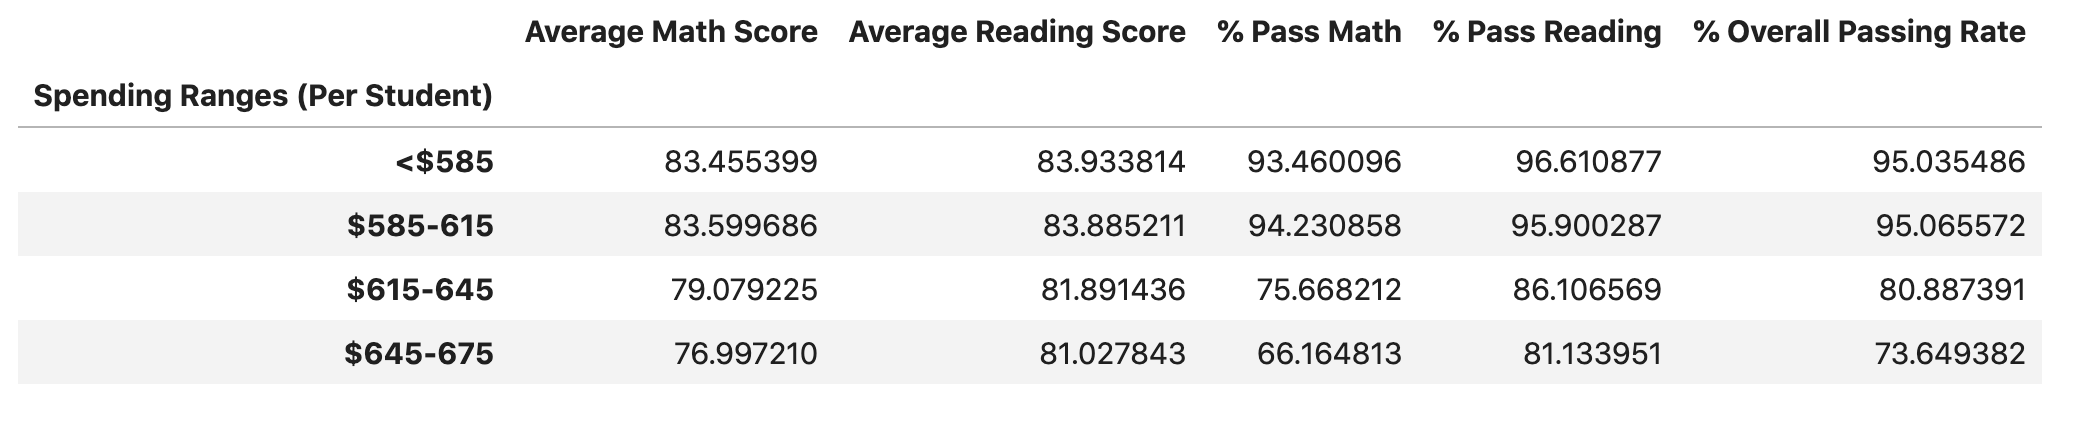 Average Math Score Average Reading Score % Pass Math % Pass Reading % Overall Passing Rate
Spending Ranges (Per Student)
<$585 83.455399 83.933814 93.460096 96.610877 95.035486
$585-615 83.599686 83.885211 94.230858 95.900287 95.065572
$615-645 79.079225 81.891436 75.668212 86.106569 80.887391
$645-675 76.997210 81.027843 66.164813 81.133951 73.649382